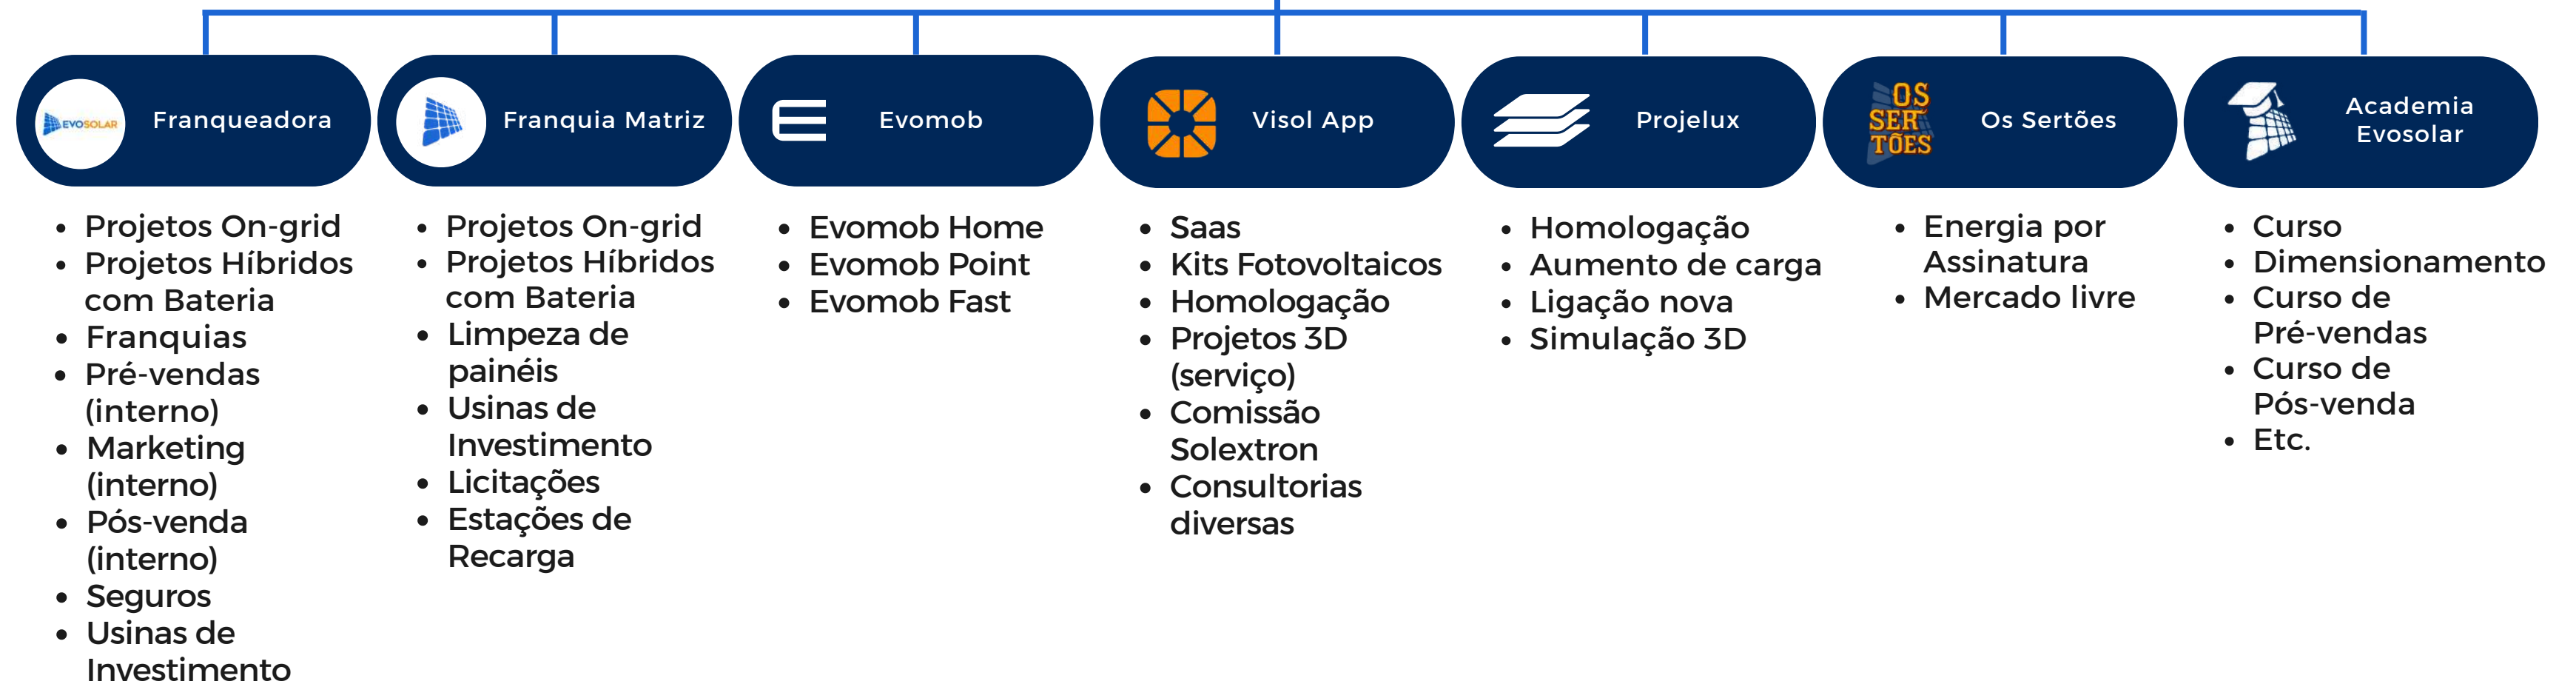 EVOSOLAR
Franqueadora
• Projetos On-grid
• Projetos Híbridos
com Bateria
• Franquias
• Pré-vendas
(interno)
• Marketing
(interno)
• Pós-venda
(interno)
• Seguros
• Usinas de
Investimento
Franquia Matriz
• Projetos On-grid
• Projetos Híbridos
com Bateria
• Limpeza de
painéis
• Usinas de
Investimento
• Licitações
• Estações de
Recarga
Evomob
• Evomob Home
• Evomob Point
• Evomob Fast
Visol App
• Saas
• Kits Fotovoltaicos
• Homologação
• Projetos 3D
(serviço)
• Comissão
Solextron
• Consultorias
diversas
Projelux
• Homologação
• Aumento de carga
• Ligação nova
• Simulação 3D
OS
SER
TÕES
Os Sertões
• Energia por
Assinatura
• Mercado livre
Academia
Evosolar
• Curso
• Dimensionamento
• Curso de
Pré-vendas
• Curso de
Pós-venda
• Etc.